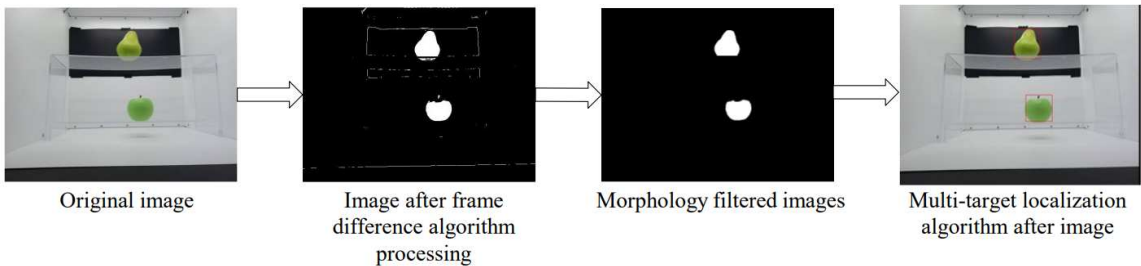 Original image
Image after frame
difference algorithm
processing
Morphology filtered images
Multi-target localization
algorithm after image